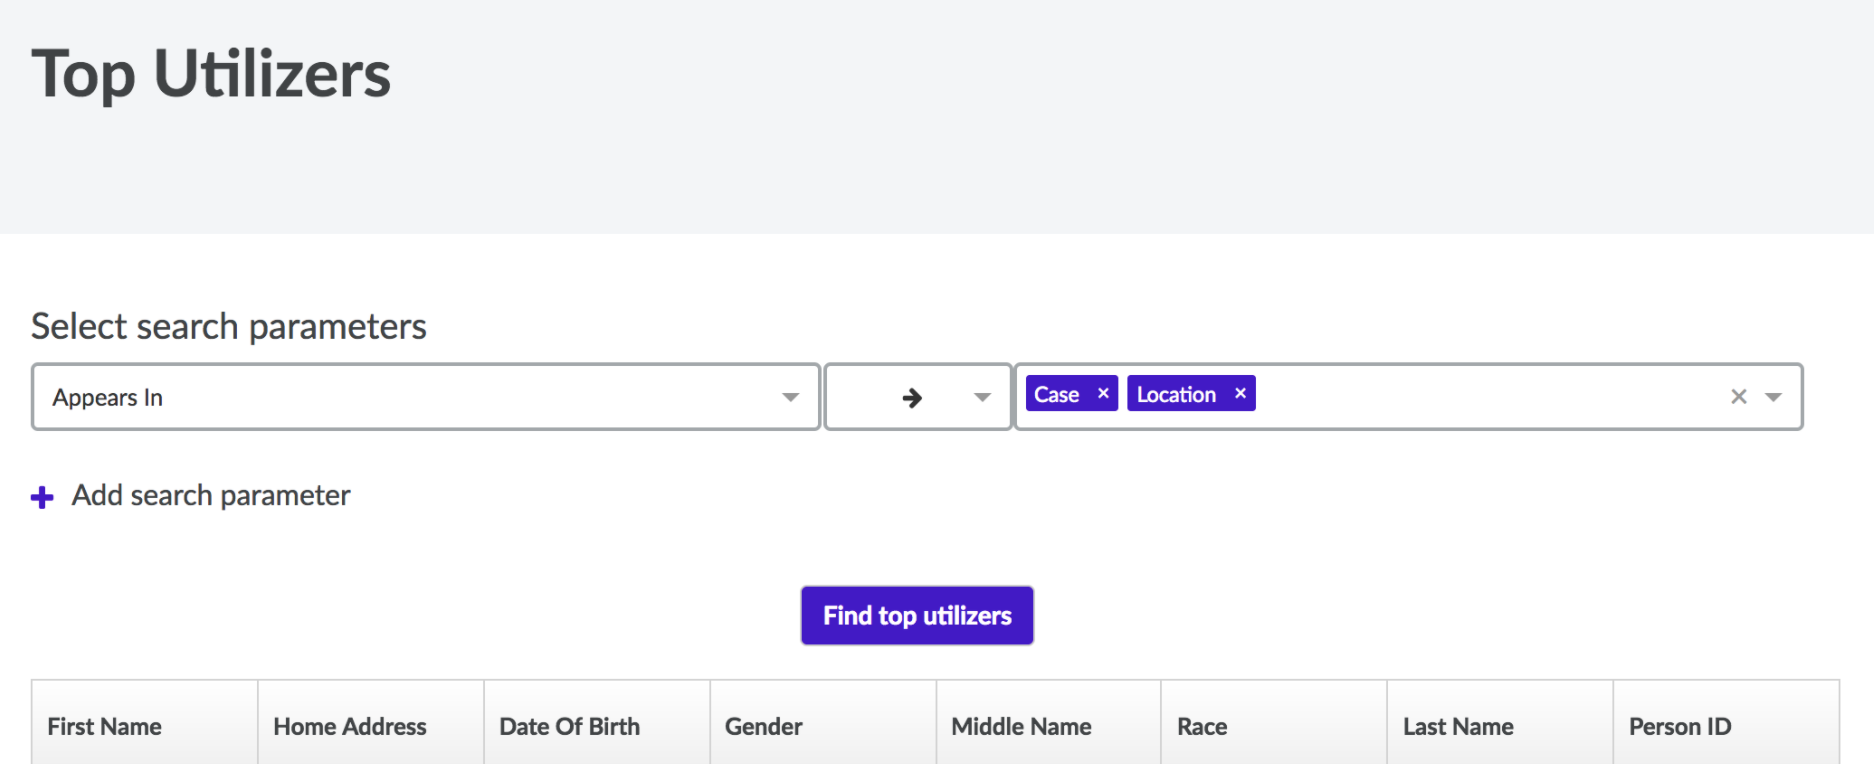 Top Utilizers
Select search parameters
Appears In Case × Location ×
Add search parameter
Find top utilizers
First Name Home Address Date Of Birth Gender Middle Name Race Last Name Person ID